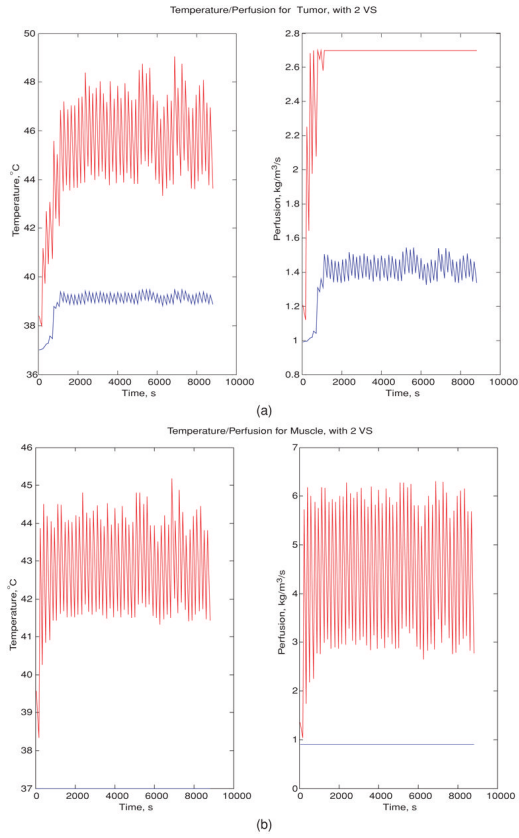 Temperature/Perfusion for Tumor, with 2 VS
50
48
46
44
42
40
38
36
Temperature,°C
0 2000 4000 6000 8000 10000
Time, s
2.8
2.6
2.4
2.2
2
1.8
1.6
1.4
1.2
1
0.8
Perfusion, kg/m³/s
0 2000 4000 6000 8000 10000
Time, s
(a)
Temperature/Perfusion for Muscle, with 2 VS
46
45
44
43
42
41
40
39
38
37
Temperature,°C
0 2000 4000 6000 8000 10000
Time, s
7
6
5
4
3
2
1
0
Perfusion, kg/m³/s
0 2000 4000 6000 8000 10000
Time, s
(b)